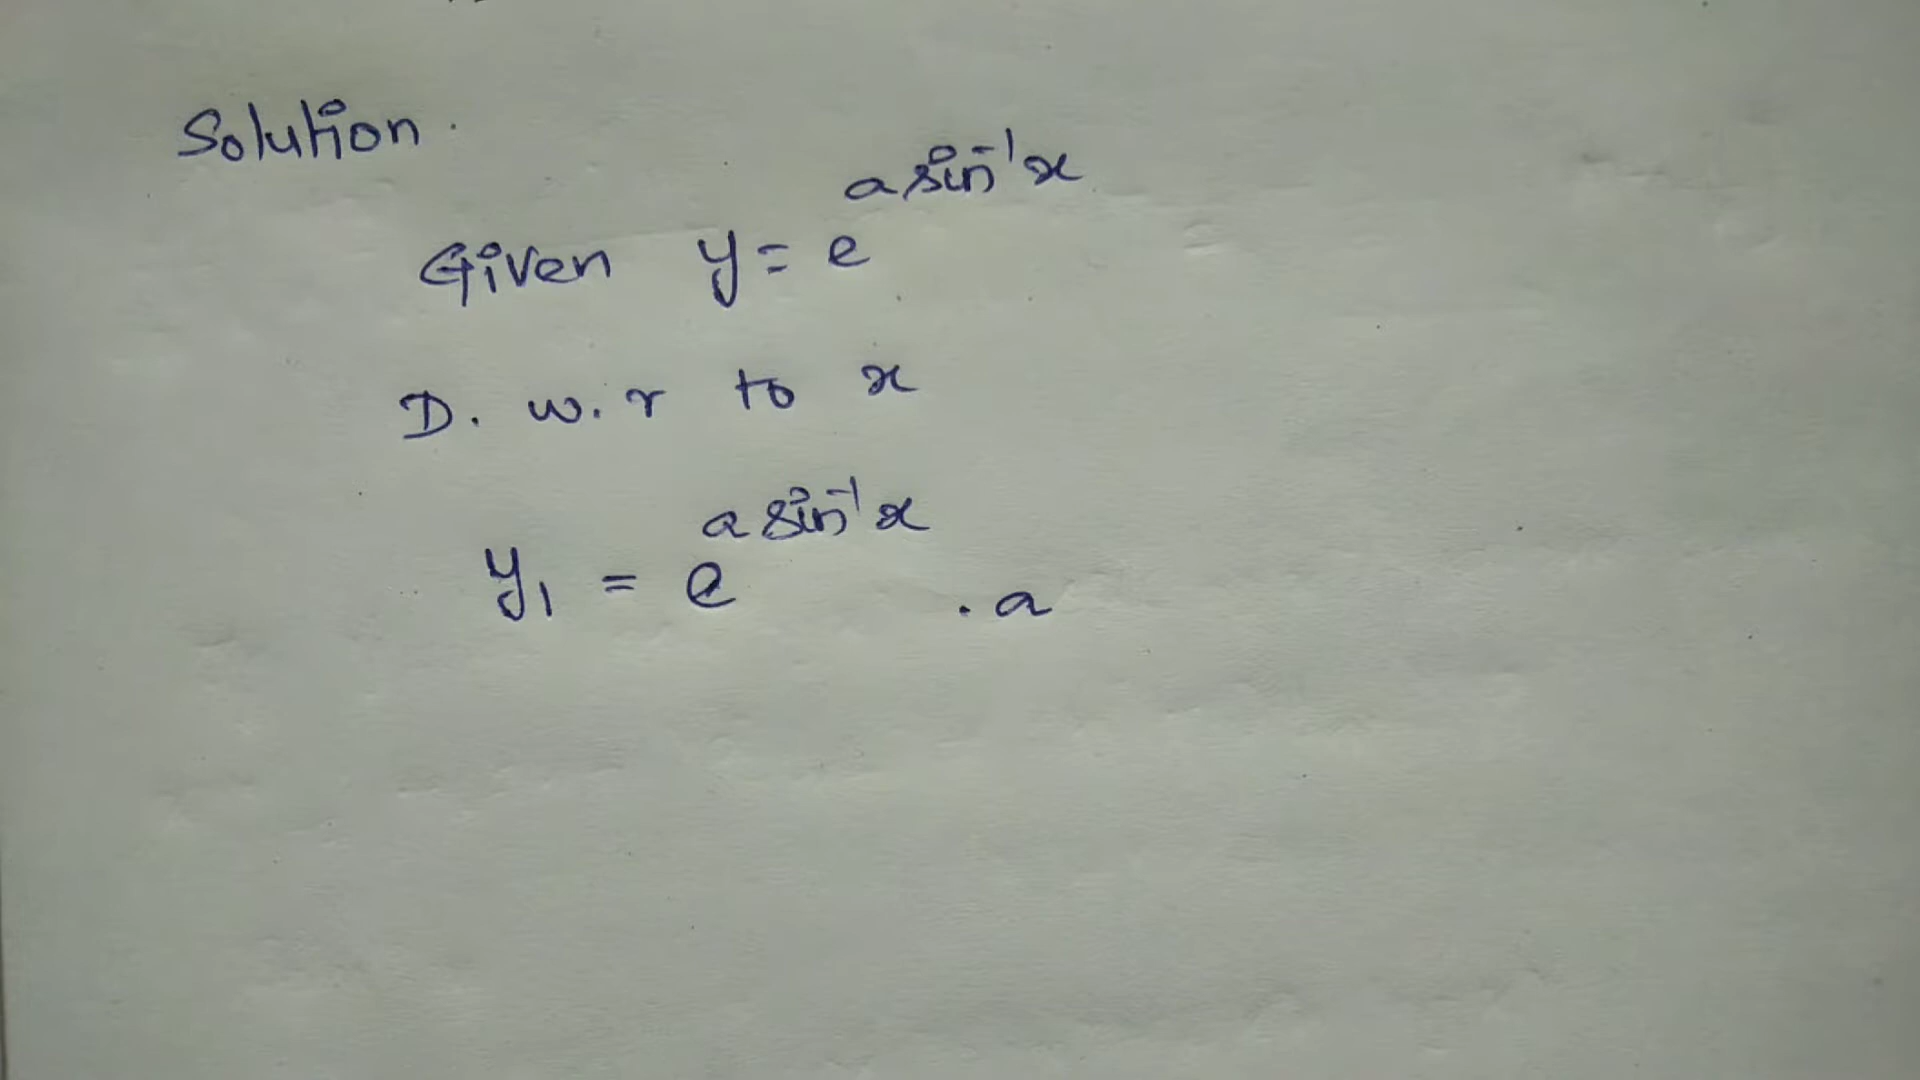 Solution.
Given y = e^{a sin⁻¹x}
D. w.r to x
y₁ = e^{a sin⁻¹x} . a